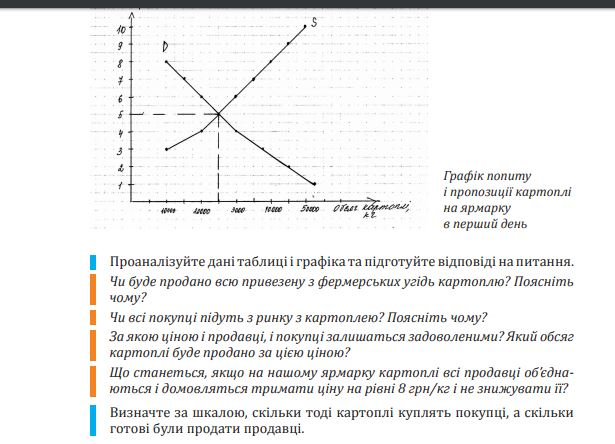 10
9
8
7
6
5
4
3
2
1
D
S
10000
50000
Обсяг картоплі,
кг
Графік попиту
і пропозиції картоплі
на ярмарку
в перший день
Проаналізуйте дані таблиці і графіка та підготуйте відповіді на питання.
Чи буде продано всю привезену з фермерських угідь картоплю? Поясніть
чому?
Чи всі покупці підуть з ринку з картоплею? Поясніть чому?
За якою ціною і продавці, і покупці залишаться задоволеними? Який обсяг
картоплі буде продано за цією ціною?
Що станеться, якщо на нашому ярмарку картоплі всі продавці об’єдна-
ються і домовляться тримати ціну на рівні 8 грн/кг і не знижувати її?
Визначте за шкалою, скільки тоді картоплі куплять покупці, а скільки
готові були продати продавці.